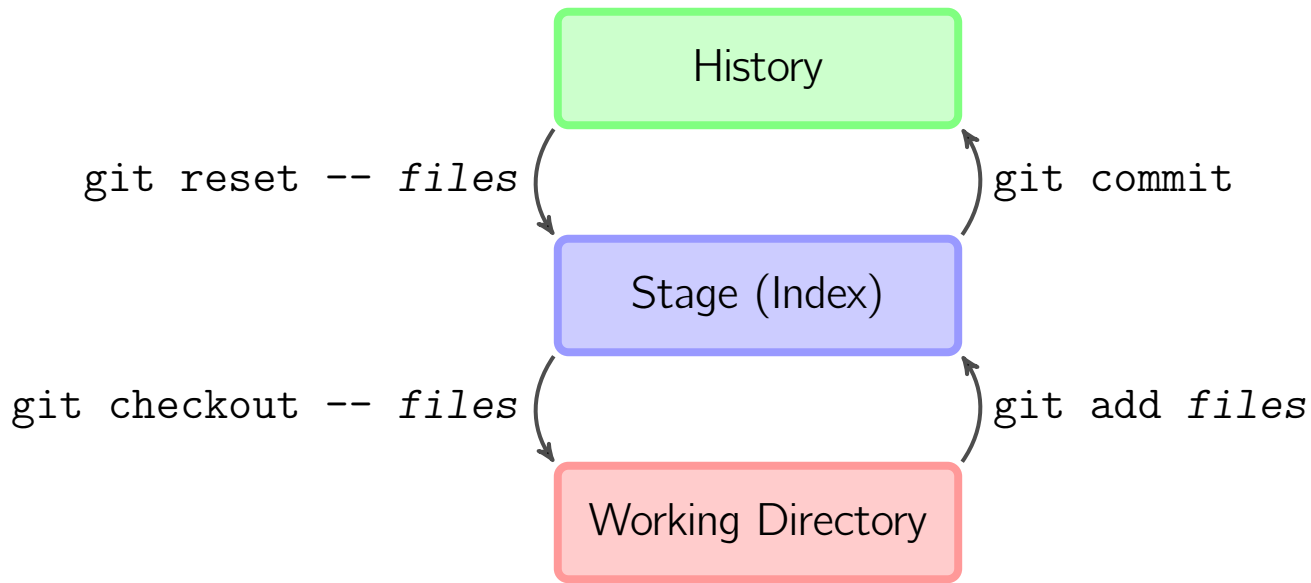 History
git reset -- files
git commit
Stage (Index)
git checkout -- files
git add files
Working Directory